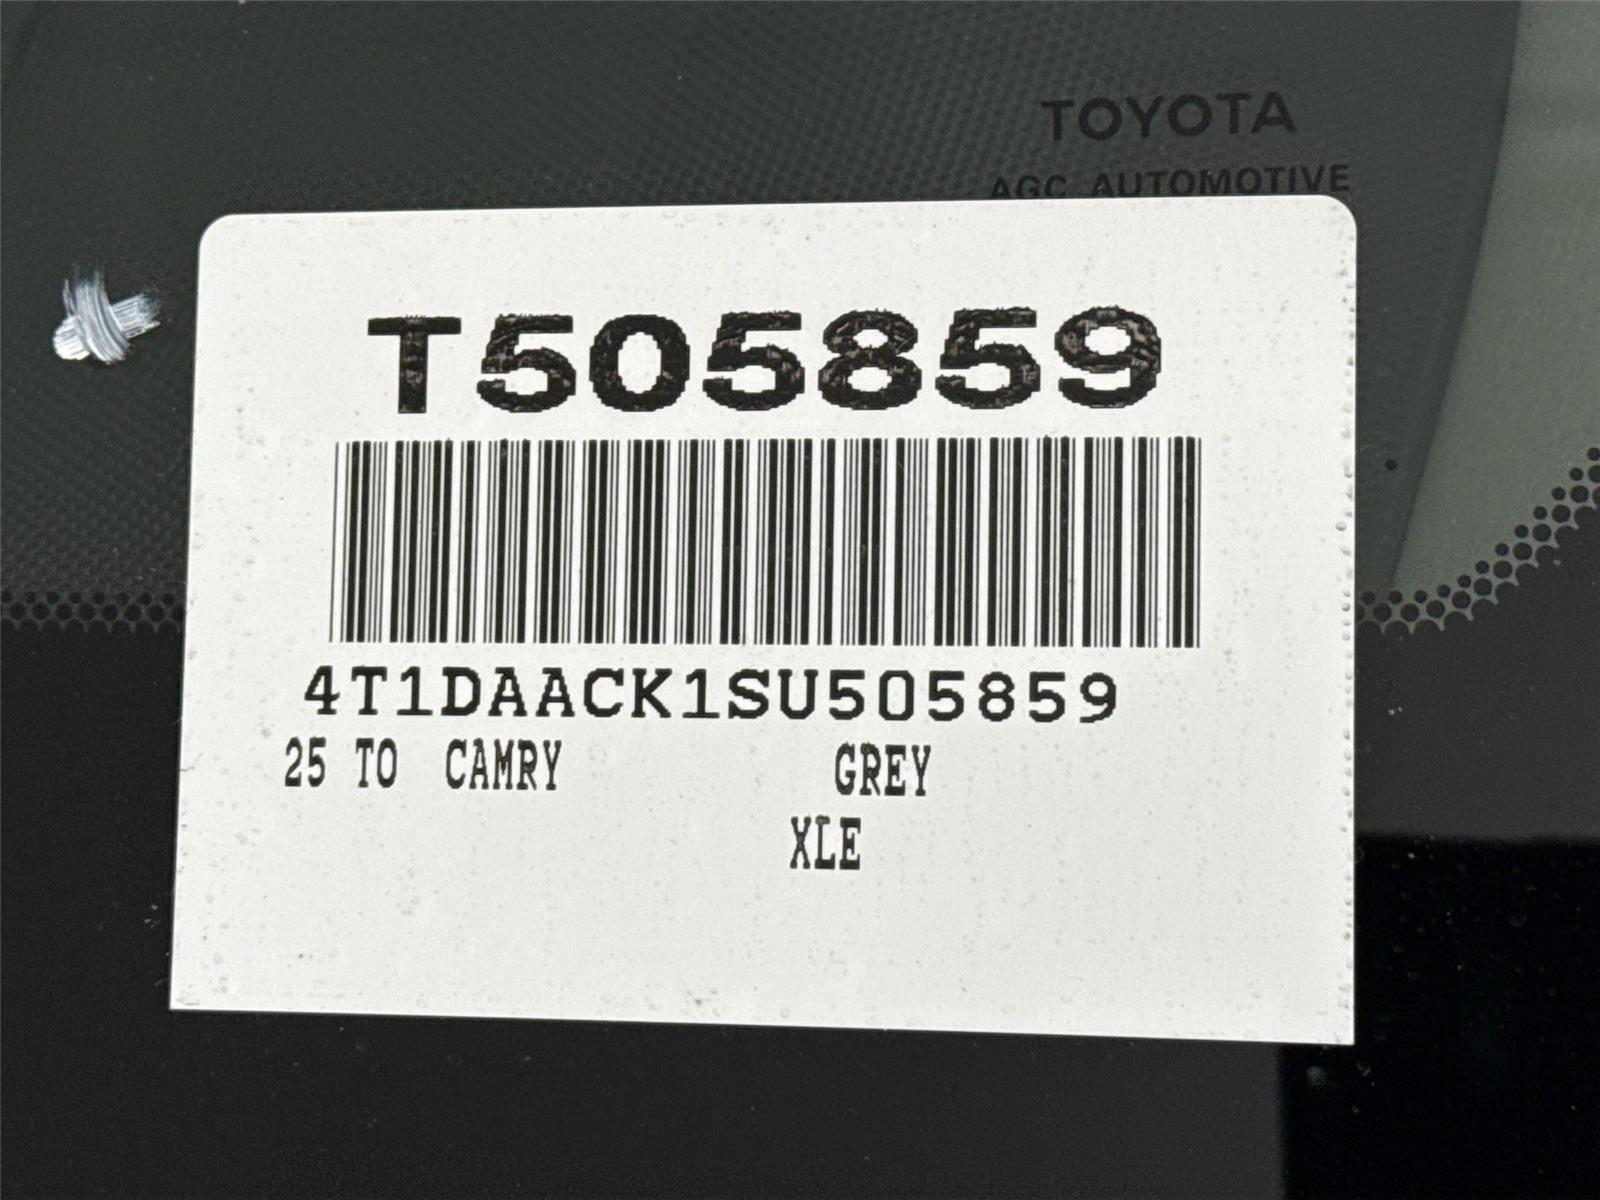 TOYOTA
AGC AUTOMOTIVE
T505859
4T1DAACK1SU505859
25 TO CAMRY GREY
XLE